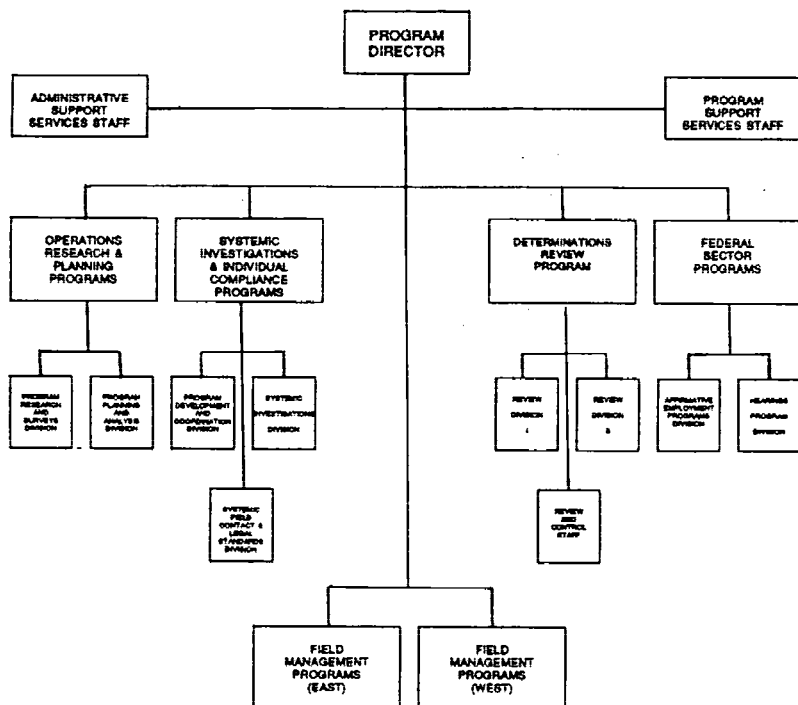 PROGRAM
DIRECTOR
ADMINISTRATIVE
SUPPORT
SERVICES STAFF
PROGRAM
SUPPORT
SERVICES STAFF
OPERATIONS
RESEARCH &
PLANNING
PROGRAMS
SYSTEMIC
INVESTIGATIONS
& INDIVIDUAL
COMPLIANCE
PROGRAMS
DETERMINATIONS
REVIEW
PROGRAM
FEDERAL
SECTOR
PROGRAMS
PROGRAM
RESEARCH
AND
SURVEYS
DIVISION
PROGRAM
PLANNING
AND
ANALYSIS
DIVISION
PROGRAM
DEVELOPMENT
AND
COORDINATION
DIVISION
SYSTEMIC
INVESTIGATIONS
DIVISION
REVIEW
DIVISION
REVIEW
DIVISION
AFFIRMATIVE
EMPLOYMENT
PROGRAMS
DIVISION
HEARINGS
PROGRAM
DIVISION
SYSTEMIC
FIELD
CONTACT &
LEGAL
STANDARDS
DIVISION
REVIEW
AND
CONTROL
STAFF
FIELD
MANAGEMENT
PROGRAMS
(EAST)
FIELD
MANAGEMENT
PROGRAMS
(WEST)